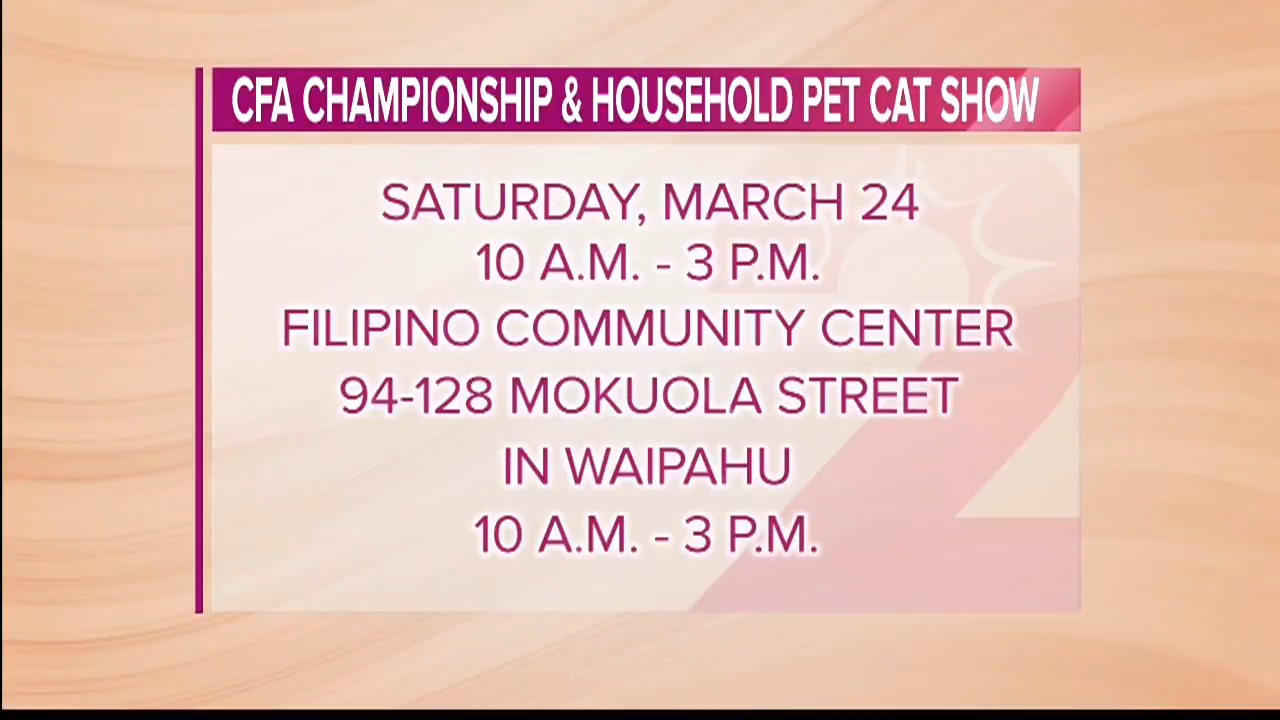 CFA CHAMPIONSHIP & HOUSEHOLD PET CAT SHOW
SATURDAY, MARCH 24
10 A.M. - 3 P.M.
FILIPINO COMMUNITY CENTER
94-128 MOKUOLA STREET
IN WAIPAHU
10 A.M. - 3 P.M.